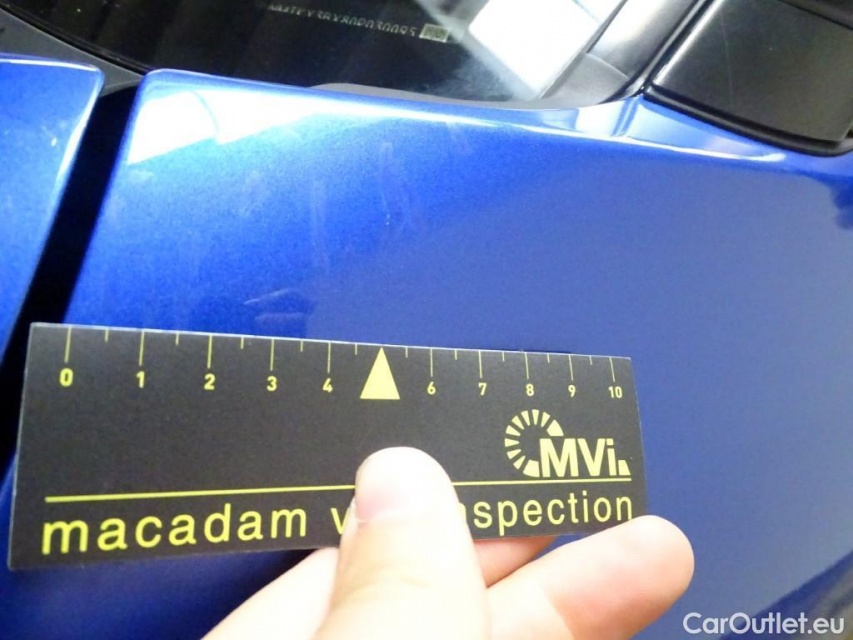 0 1 2 3 4 6 7 8 9 10
MVi.
macadam v spection
CarOutlet.eu